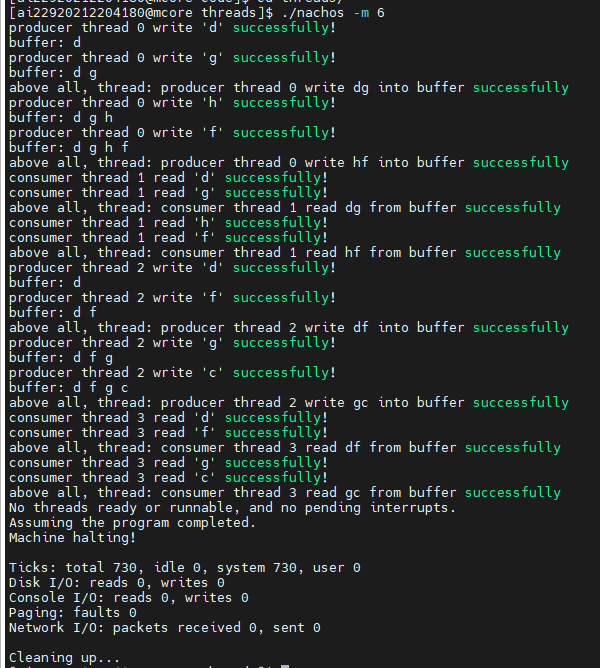 [ai22920212204180@mcore threads]$ ./nachos -m 6
producer thread 0 write 'd' successfully!
buffer: d
producer thread 0 write 'g' successfully!
buffer: d g
above all, thread: producer thread 0 write dg into buffer successfully
producer thread 0 write 'h' successfully!
buffer: d g h
producer thread 0 write 'f' successfully!
buffer: d g h f
above all, thread: producer thread 0 write hf into buffer successfully
consumer thread 1 read 'd' successfully!
consumer thread 1 read 'g' successfully!
above all, thread: consumer thread 1 read dg from buffer successfully
consumer thread 1 read 'h' successfully!
consumer thread 1 read 'f' successfully!
above all, thread: consumer thread 1 read hf from buffer successfully
producer thread 2 write 'd' successfully!
buffer: d
producer thread 2 write 'f' successfully!
buffer: d f
above all, thread: producer thread 2 write df into buffer successfully
producer thread 2 write 'g' successfully!
buffer: d f g
producer thread 2 write 'c' successfully!
buffer: d f g c
above all, thread: producer thread 2 write gc into buffer successfully
consumer thread 3 read 'd' successfully!
consumer thread 3 read 'f' successfully!
above all, thread: consumer thread 3 read df from buffer successfully
consumer thread 3 read 'g' successfully!
consumer thread 3 read 'c' successfully!
above all, thread: consumer thread 3 read gc from buffer successfully
No threads ready or runnable, and no pending interrupts.
Assuming the program completed.
Machine halting!
Ticks: total 730, idle 0, system 730, user 0
Disk I/O: reads 0, writes 0
Console I/O: reads 0, writes 0
Paging: faults 0
Network I/O: packets received 0, sent 0
Cleaning up...